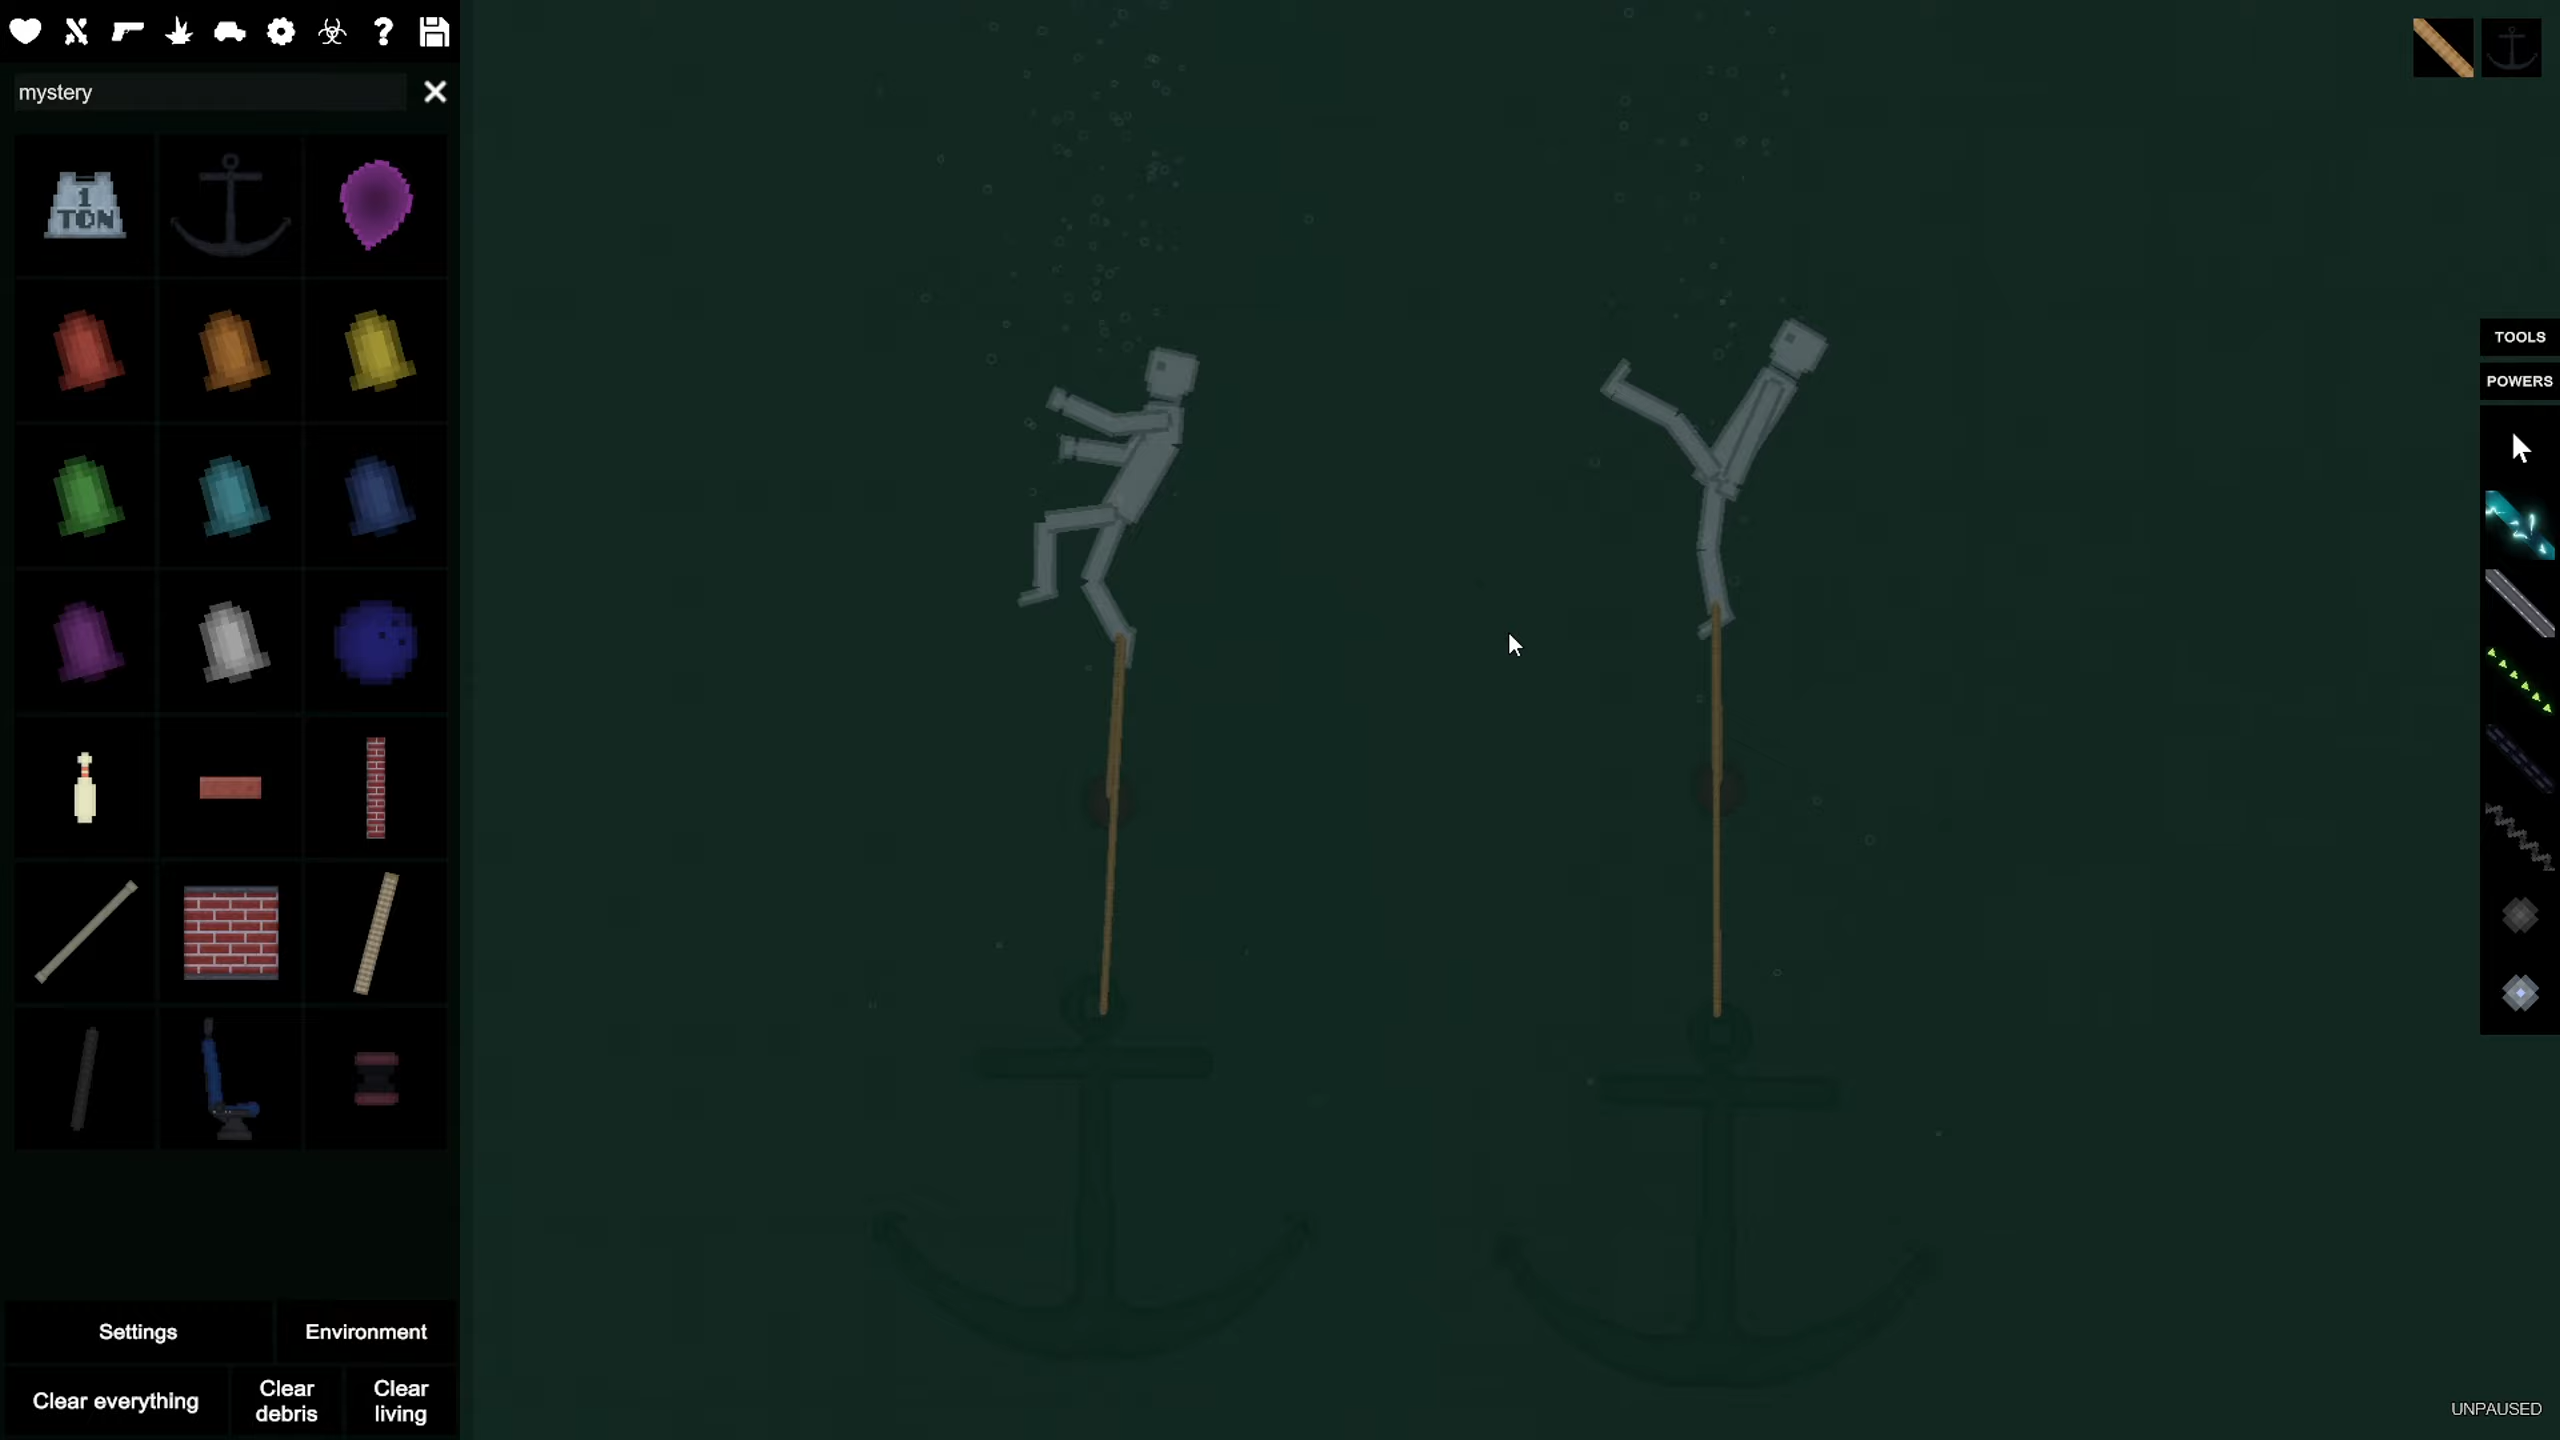 mystery
1
TON
TOOLS
POWERS
Settings
Environment
Clear everything
Clear
debris
Clear
living
UNPAUSED